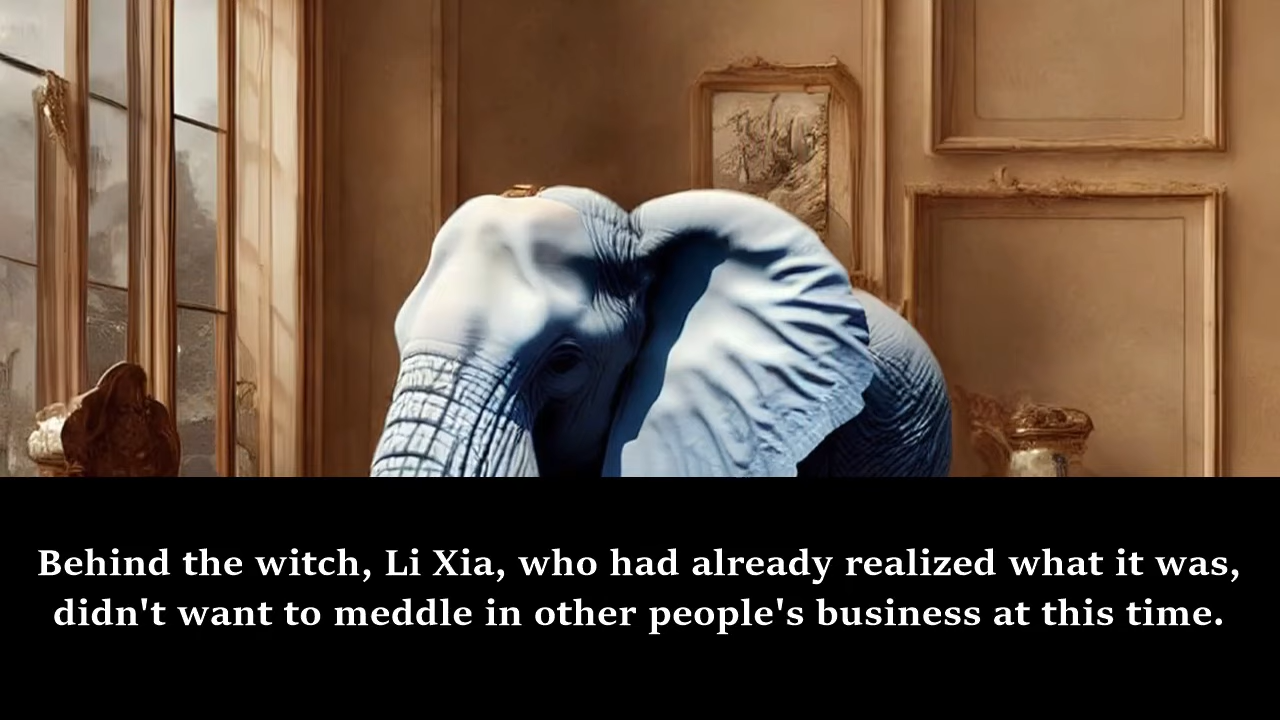 Behind the witch, Li Xia, who had already realized what it was,
didn't want to meddle in other people's business at this time.